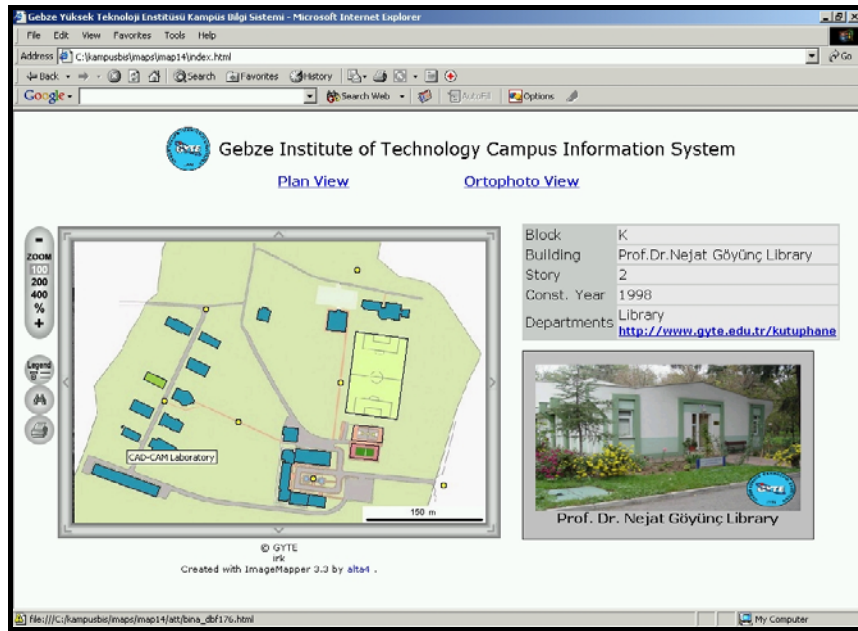 Gebze Yüksek Teknoloji Enstitüsü Kampüs Bilgi Sistemi - Microsoft Internet Explorer
File Edit View Favorites Tools Help
Address C:\kampusbis\maps\map14\index.html Go
Back Search Favorites History
Google Search Web AutoFill Options
GYTE Gebze Institute of Technology Campus Information System
Plan View Ortophoto View
ZOOM
100
200
400
%
+
Legend
CAD-CAM Laboratory
150 m
Block K
Building Prof.Dr.Nejat Göyünç Library
Story 2
Const. Year 1998
Departments Library
http://www.gyte.edu.tr/kutuphane
GYTE
Prof. Dr. Nejat Göyünç Library
© GYTE
irk
Created with ImageMapper 3.3 by alta4 .
file:///C:/kampusbis/maps/map14/att/bina_dbf176.html My Computer